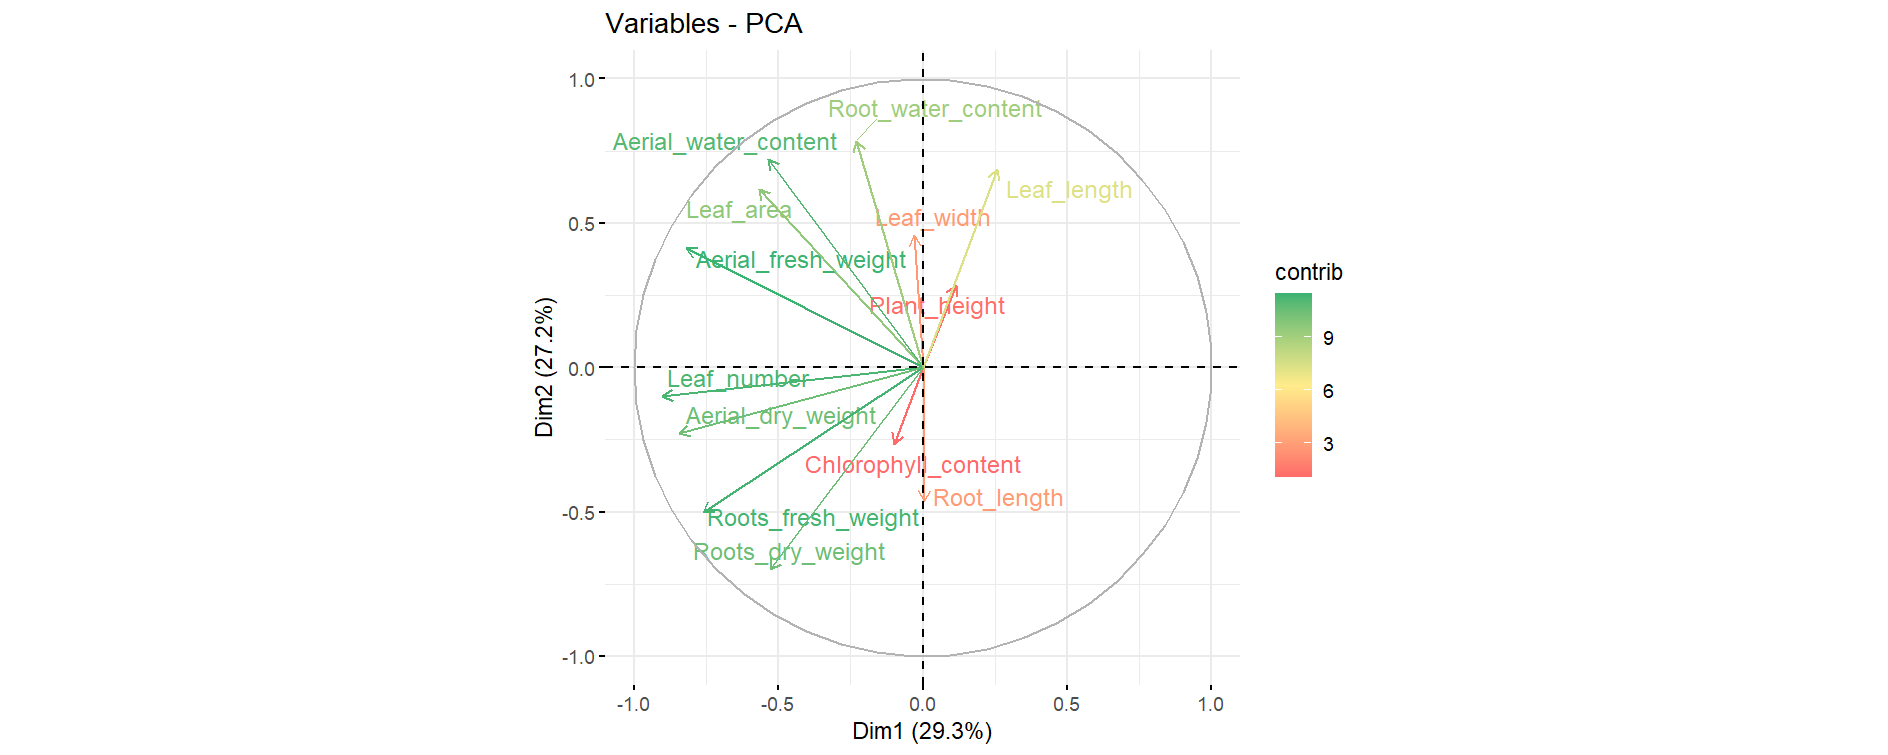 Variables - PCA
1.0
0.5
0.0
-0.5
-1.0
Dim2 (27.2%)
Root_water_content
Aerial_water_content
Leaf_length
Leaf_area
Leaf_width
Aerial_fresh_weight
Plant_height
Leaf_number
Aerial_dry_weight
Chlorophyll_content
Root_length
Roots_fresh_weight
Roots_dry_weight
-1.0
-0.5
0.0
0.5
1.0
Dim1 (29.3%)
contrib
9
6
3